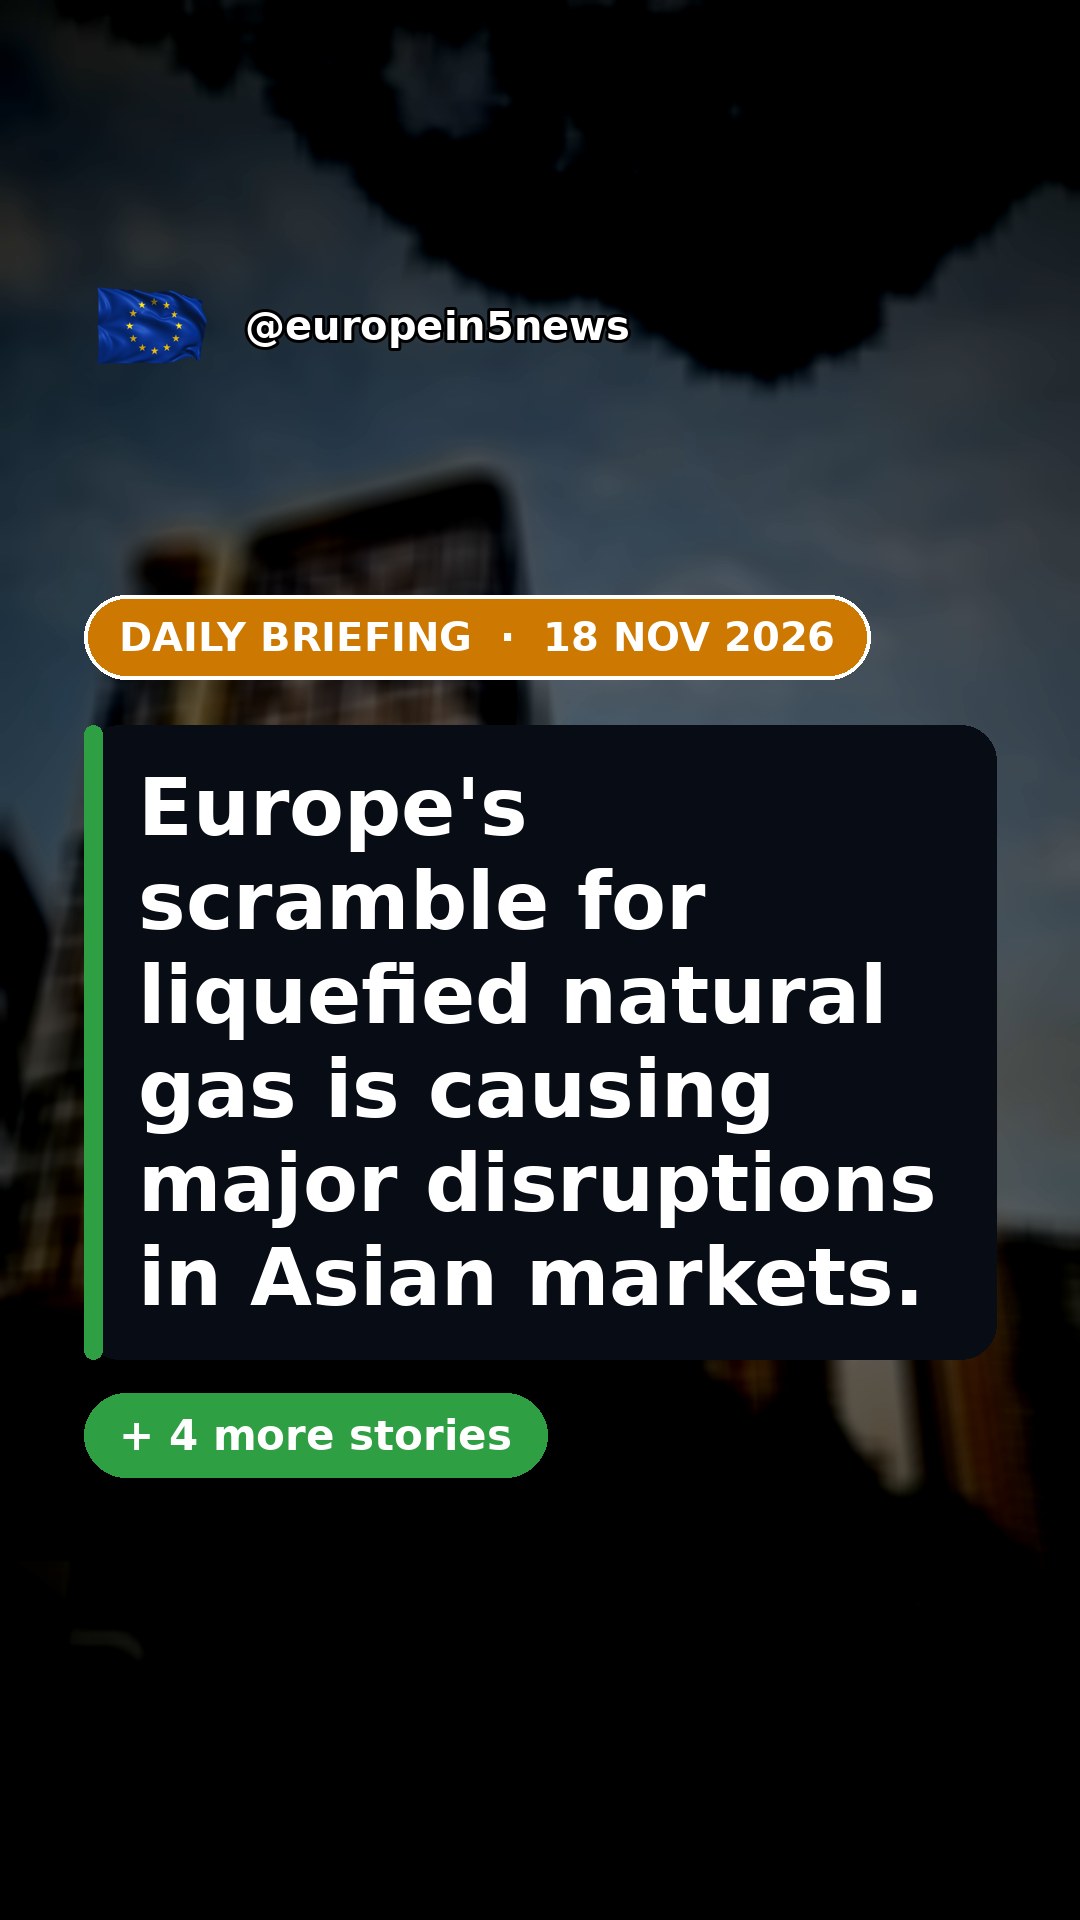 @europein5news
DAILY BRIEFING · 18 NOV 2026
Europe's
scramble for
liquefied natural
gas is causing
major disruptions
in Asian markets.
+ 4 more stories